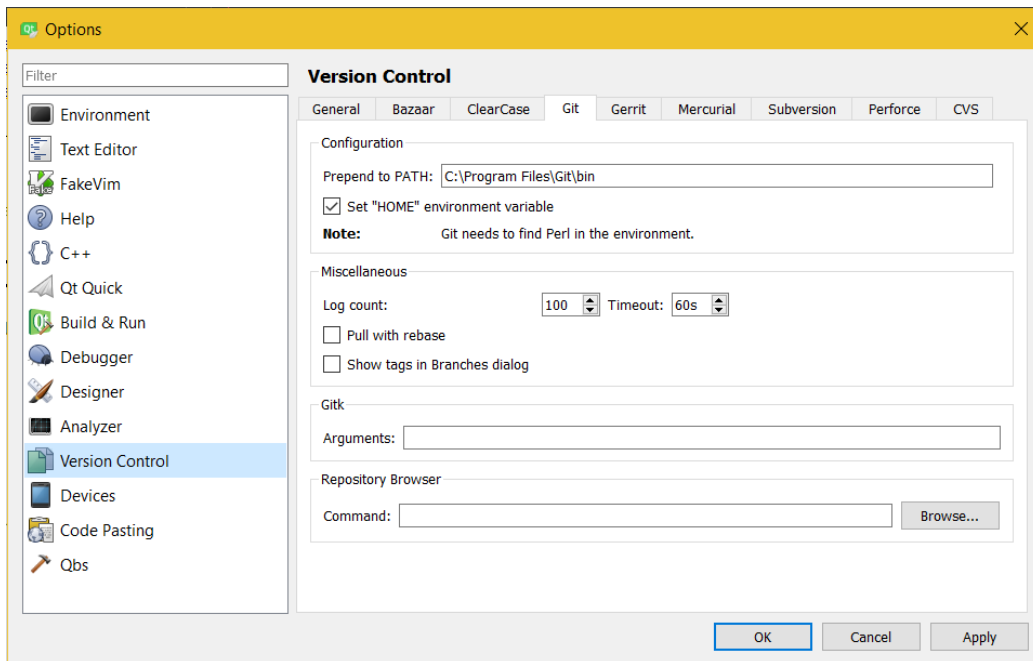 Options
Filter
Environment
Text Editor
FakeVim
Help
C++
Qt Quick
Build & Run
Debugger
Designer
Analyzer
Version Control
Devices
Code Pasting
Qbs
Version Control
General Bazaar ClearCase Git Gerrit Mercurial Subversion Perforce CVS
Configuration
Prepend to PATH: C:\Program Files\Git\bin
Set "HOME" environment variable
Note: Git needs to find Perl in the environment.
Miscellaneous
Log count: 100 Timeout: 60s
Pull with rebase
Show tags in Branches dialog
Gitk
Arguments:
Repository Browser
Command: Browse...
OK Cancel Apply